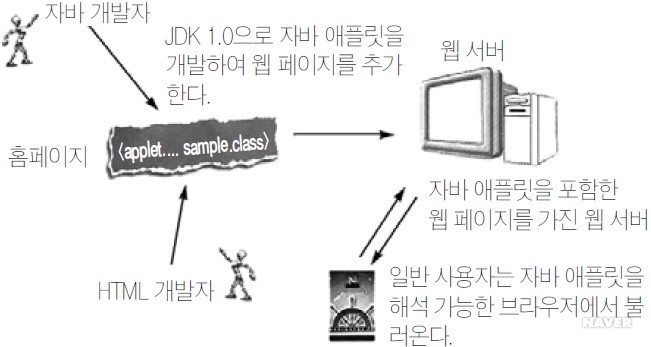 자바 개발자
JDK 1.0으로 자바 애플릿을
개발하여 웹 페이지를 추가
한다.
웹 서버
홈페이지
〈applet.... sample.class〉
자바 애플릿을 포함한
웹 페이지를 가진 웹 서버
HTML 개발자
일반 사용자는 자바 애플릿을
해석 가능한 브라우저에서 불
러온다.
N
NAVER